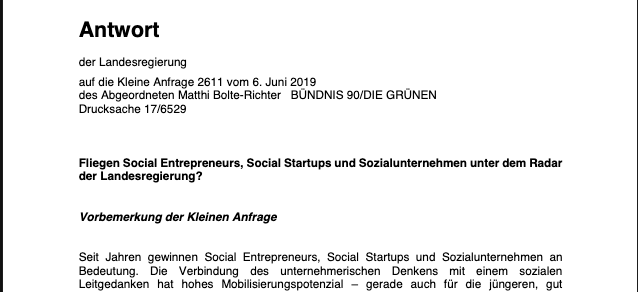 Antwort
der Landesregierung
auf die Kleine Anfrage 2611 vom 6. Juni 2019
des Abgeordneten Matthi Bolte-Richter BÜNDNIS 90/DIE GRÜNEN
Drucksache 17/6529
Fliegen Social Entrepreneurs, Social Startups und Sozialunternehmen unter dem Radar
der Landesregierung?
Vorbemerkung der Kleinen Anfrage
Seit Jahren gewinnen Social Entrepreneurs, Social Startups und Sozialunternehmen an
Bedeutung. Die Verbindung des unternehmerischen Denkens mit einem sozialen
Leitgedanken hat hohes Mobilisierungspotenzial – gerade auch für die jüngeren, gut